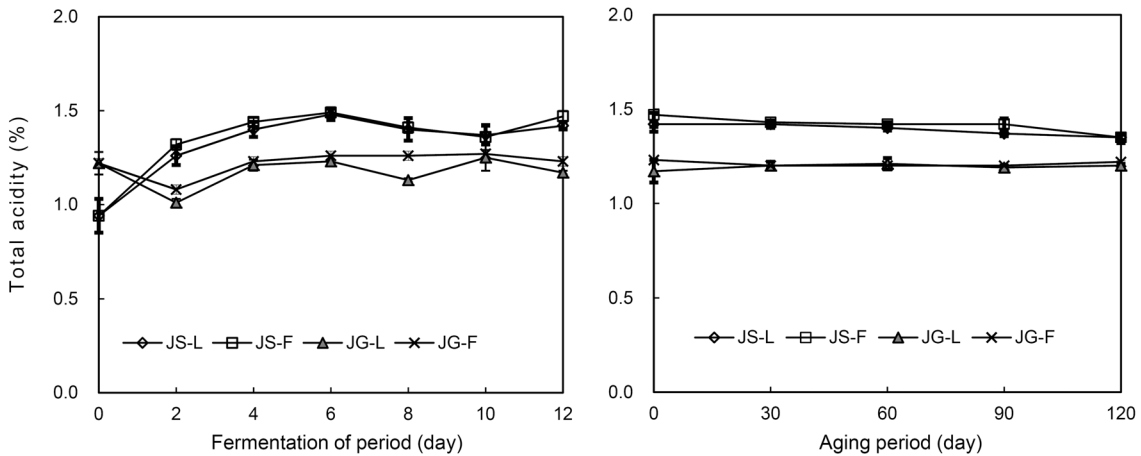 Total acidity (%)
2.0
1.5
1.0
0.5
0.0
JS-L JS-F JG-L JG-F
0 2 4 6 8 10 12
Fermentation of period (day)
2.0
1.5
1.0
0.5
0.0
JS-L JS-F JG-L JG-F
0 30 60 90 120
Aging period (day)